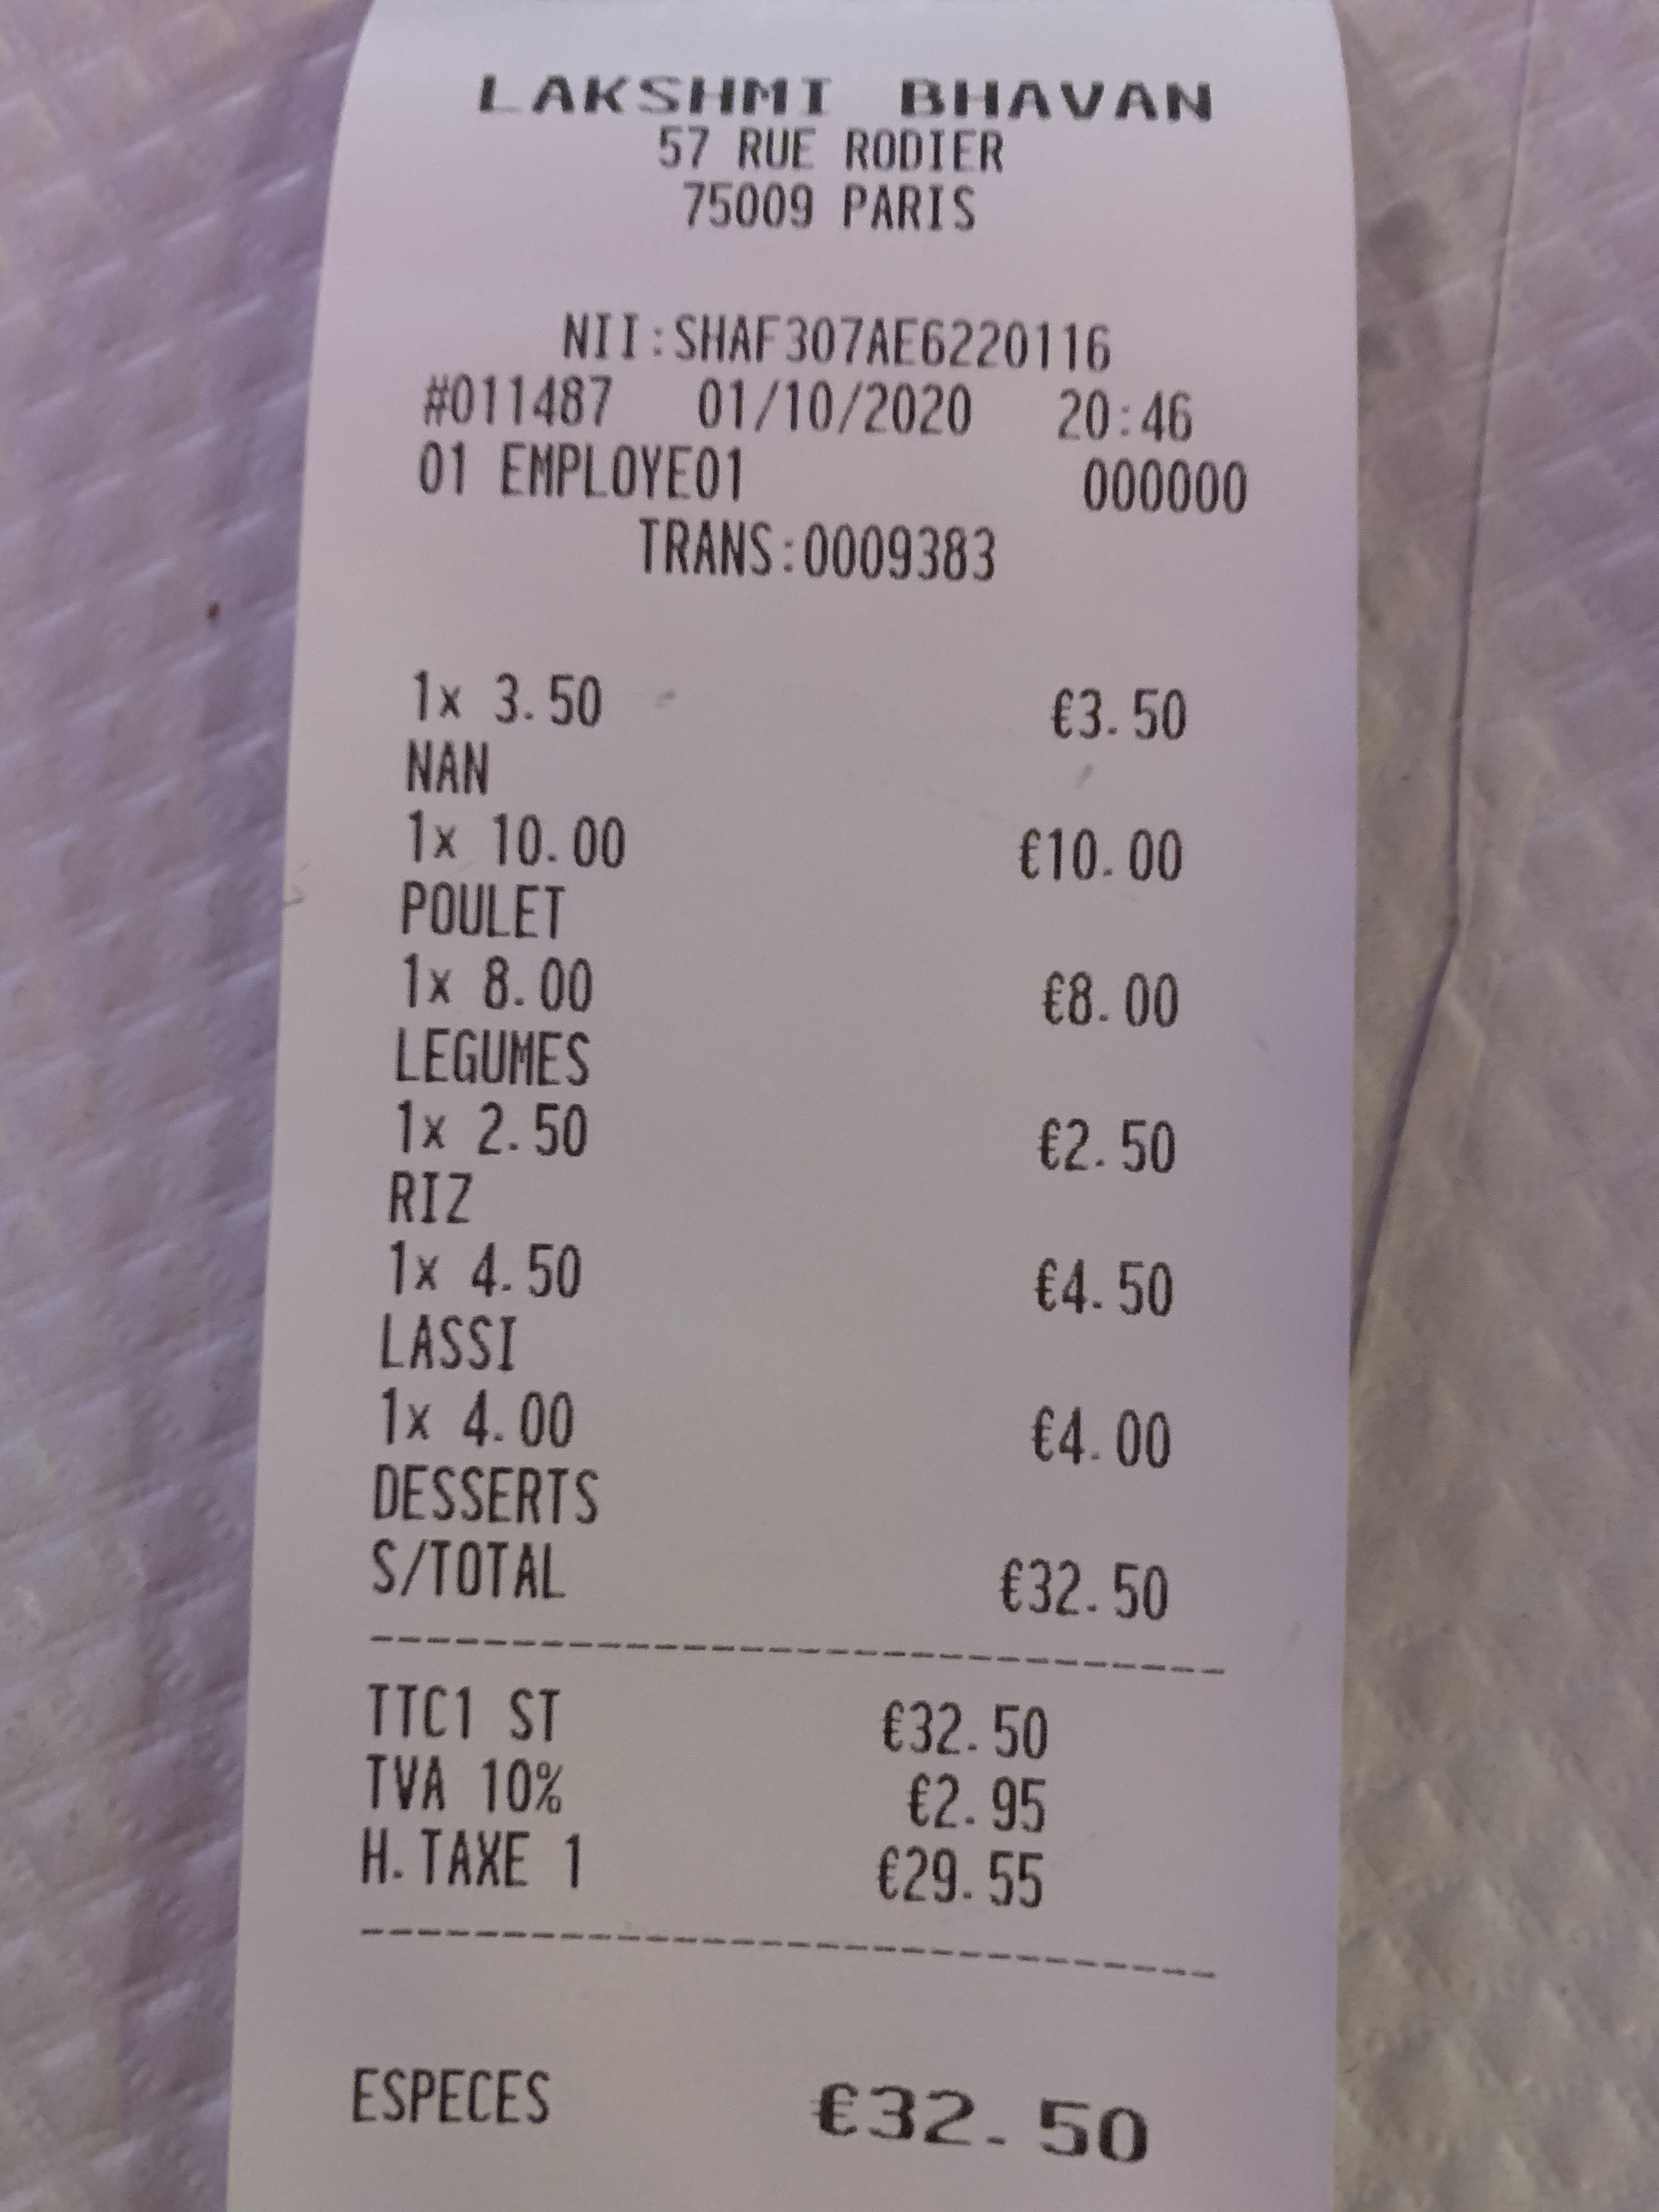 LAKSHMI BHAVAN
57 RUE RODIER
75009 PARIS
NII:SHAF307AE6220116
#011487 01/10/2020 20:46
01 EMPLOYE01 000000
TRANS:0009383
1x 3.50 €3.50
NAN
1x 10.00 €10.00
POULET
1x 8.00 €8.00
LEGUMES
1x 2.50 €2.50
RIZ
1x 4.50 €4.50
LASSI
1x 4.00 €4.00
DESSERTS
S/TOTAL €32.50
TTC1 ST €32.50
TVA 10% €2.95
H.TAXE 1 €29.55
ESPECES €32.50